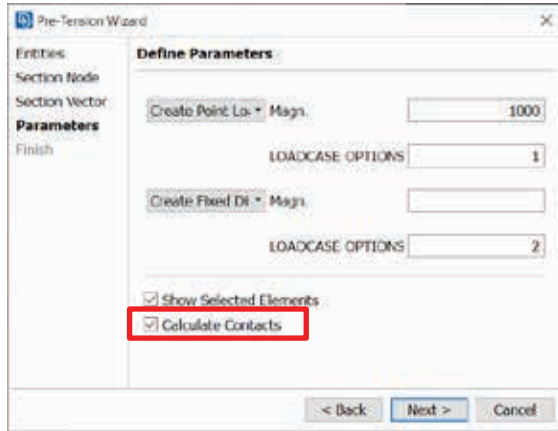 Pre-Tension Wizard
Entities
Section Node
Section Vector
Parameters
Finish
Define Parameters
Create Point Lo. Magn. 1000
LOADCASE OPTIONS 1
Create Fixed Di Magn.
LOADCASE OPTIONS 2
Show Selected Elements
Calculate Contacts
< Back Next > Cancel